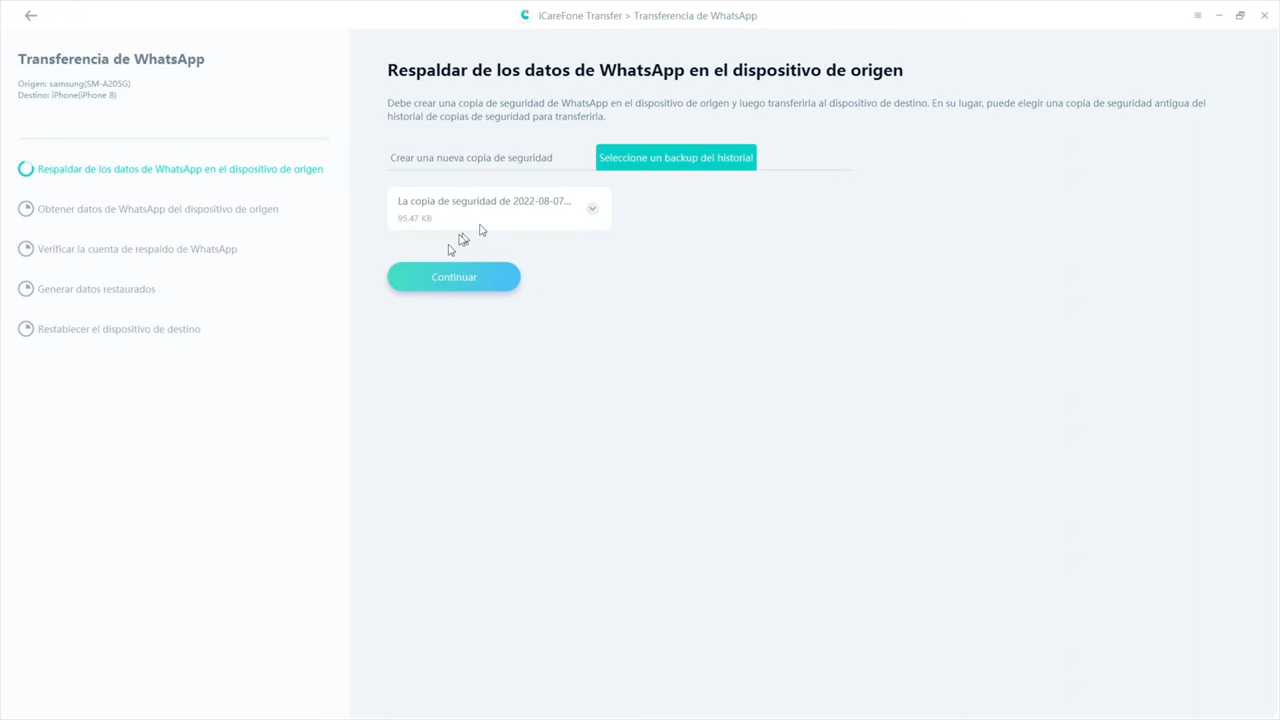 iCareFone Transfer > Transferencia de WhatsApp
Transferencia de WhatsApp
Origen: samsung(SM-A205G)
Destino: iPhone(iPhone 8)
Respaldar de los datos de WhatsApp en el dispositivo de origen
Obtener datos de WhatsApp del dispositivo de origen
Verificar la cuenta de respaldo de WhatsApp
Generar datos restaurados
Restablecer el dispositivo de destino
Respaldar de los datos de WhatsApp en el dispositivo de origen
Debe crear una copia de seguridad de WhatsApp en el dispositivo de origen y luego transferirla al dispositivo de destino. En su lugar, puede elegir una copia de seguridad antigua del
historial de copias de seguridad para transferirla.
Crear una nueva copia de seguridad
Seleccione un backup del historial
La copia de seguridad de 2022-08-07...
95.47 KB
Continuar